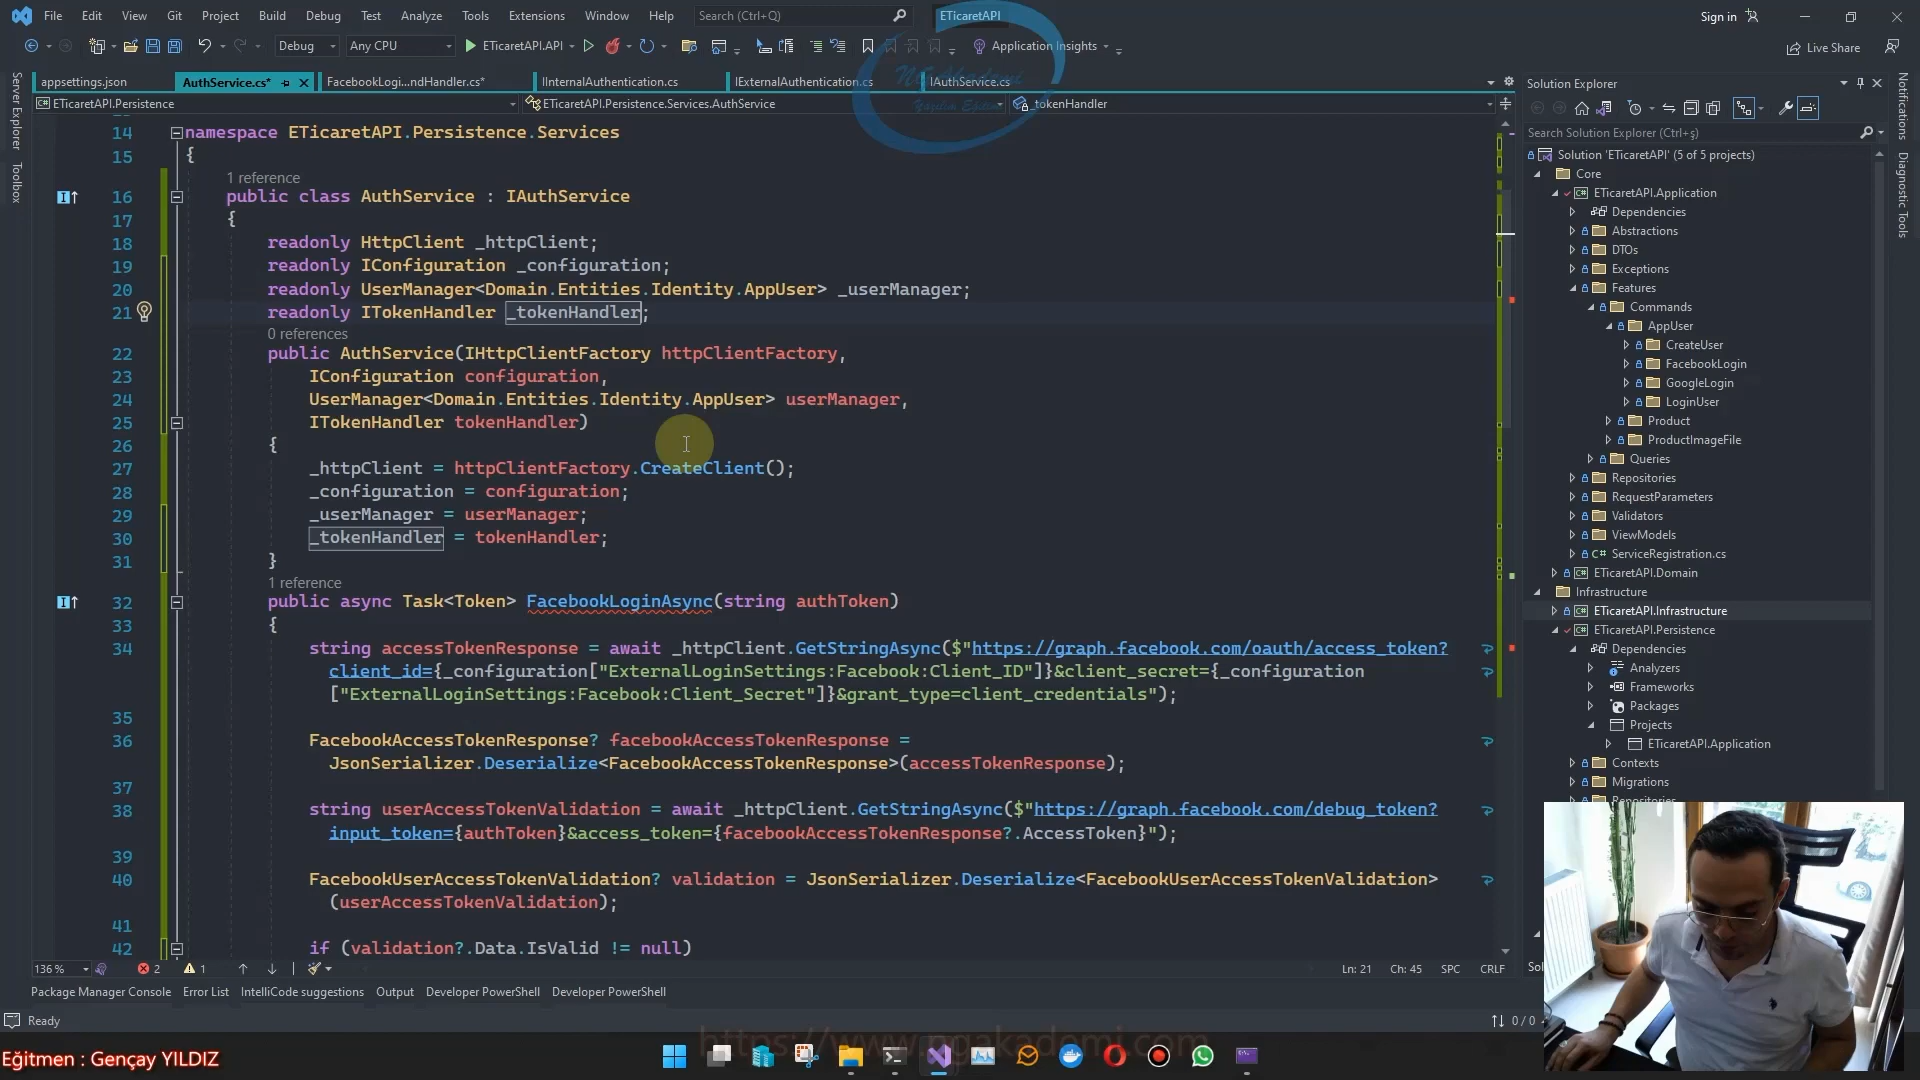 File Edit View Git Project Build Debug Test Analyze Tools Extensions Window Help Search (Ctrl+Q) ETicaretAPI Sign in
Debug Any CPU ETicaretAPI.API Application Insights Live Share
appsettings.json AuthService.cs* FacebookLogi...ndHandler.cs* IInternalAuthentication.cs IExternalAuthentication.cs IAuthService.cs
ETicaretAPI.Persistence ETicaretAPI.Persistence.Services.AuthService _tokenHandler
Server Explorer
Toolbox
Notifications
Diagnostic Tools
14 namespace ETicaretAPI.Persistence.Services
15 {
1 reference
16 public class AuthService : IAuthService
17 {
18 readonly HttpClient _httpClient;
19 readonly IConfiguration _configuration;
20 readonly UserManager<Domain.Entities.Identity.AppUser> _userManager;
21 readonly ITokenHandler _tokenHandler;
0 references
22 public AuthService(IHttpClientFactory httpClientFactory,
23 IConfiguration configuration,
24 UserManager<Domain.Entities.Identity.AppUser> userManager,
25 ITokenHandler tokenHandler)
26 {
27 _httpClient = httpClientFactory.CreateClient();
28 _configuration = configuration;
29 _userManager = userManager;
30 _tokenHandler = tokenHandler;
31 }
1 reference
32 public async Task<Token> FacebookLoginAsync(string authToken)
33 {
34 string accessTokenResponse = await _httpClient.GetStringAsync($"https://graph.facebook.com/oauth/access_token?
client_id={_configuration["ExternalLoginSettings:Facebook:Client_ID"]}&client_secret={_configuration
["ExternalLoginSettings:Facebook:Client_Secret"]}&grant_type=client_credentials");
35
36 FacebookAccessTokenResponse? facebookAccessTokenResponse =
JsonSerializer.Deserialize<FacebookAccessTokenResponse>(accessTokenResponse);
37
38 string userAccessTokenValidation = await _httpClient.GetStringAsync($"https://graph.facebook.com/debug_token?
input_token={authToken}&access_token={facebookAccessTokenResponse?.AccessToken}");
39
40 FacebookUserAccessTokenValidation? validation = JsonSerializer.Deserialize<FacebookUserAccessTokenValidation>
(userAccessTokenValidation);
41
42 if (validation?.Data.IsValid != null)
136 % 2 1 Ln: 21 Ch: 45 SPC CRLF
Package Manager Console Error List IntelliCode suggestions Output Developer PowerShell Developer PowerShell
Ready 0 / 0
Solution Explorer
Search Solution Explorer (Ctrl+ş)
Solution 'ETicaretAPI' (5 of 5 projects)
Core
ETicaretAPI.Application
Dependencies
Abstractions
DTOs
Exceptions
Features
Commands
AppUser
CreateUser
FacebookLogin
GoogleLogin
LoginUser
Product
ProductImageFile
Queries
Repositories
RequestParameters
Validators
ViewModels
ServiceRegistration.cs
ETicaretAPI.Domain
Infrastructure
ETicaretAPI.Infrastructure
ETicaretAPI.Persistence
Dependencies
Analyzers
Frameworks
Packages
Projects
ETicaretAPI.Application
Contexts
Migrations
Repositories
Eğitmen : Gençay YILDIZ